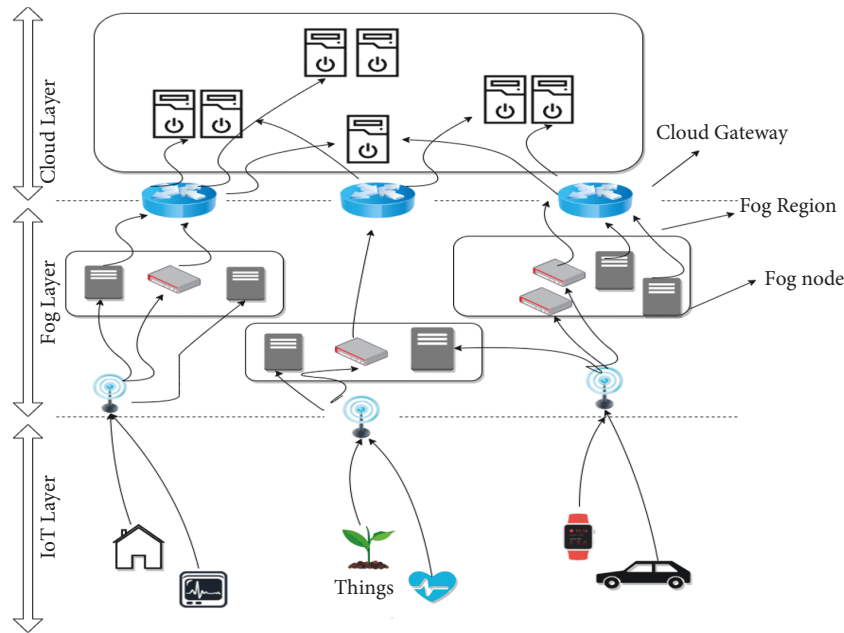 Cloud Layer
Cloud Gateway
Fog Region
Fog Layer
Fog node
IoT Layer
Things